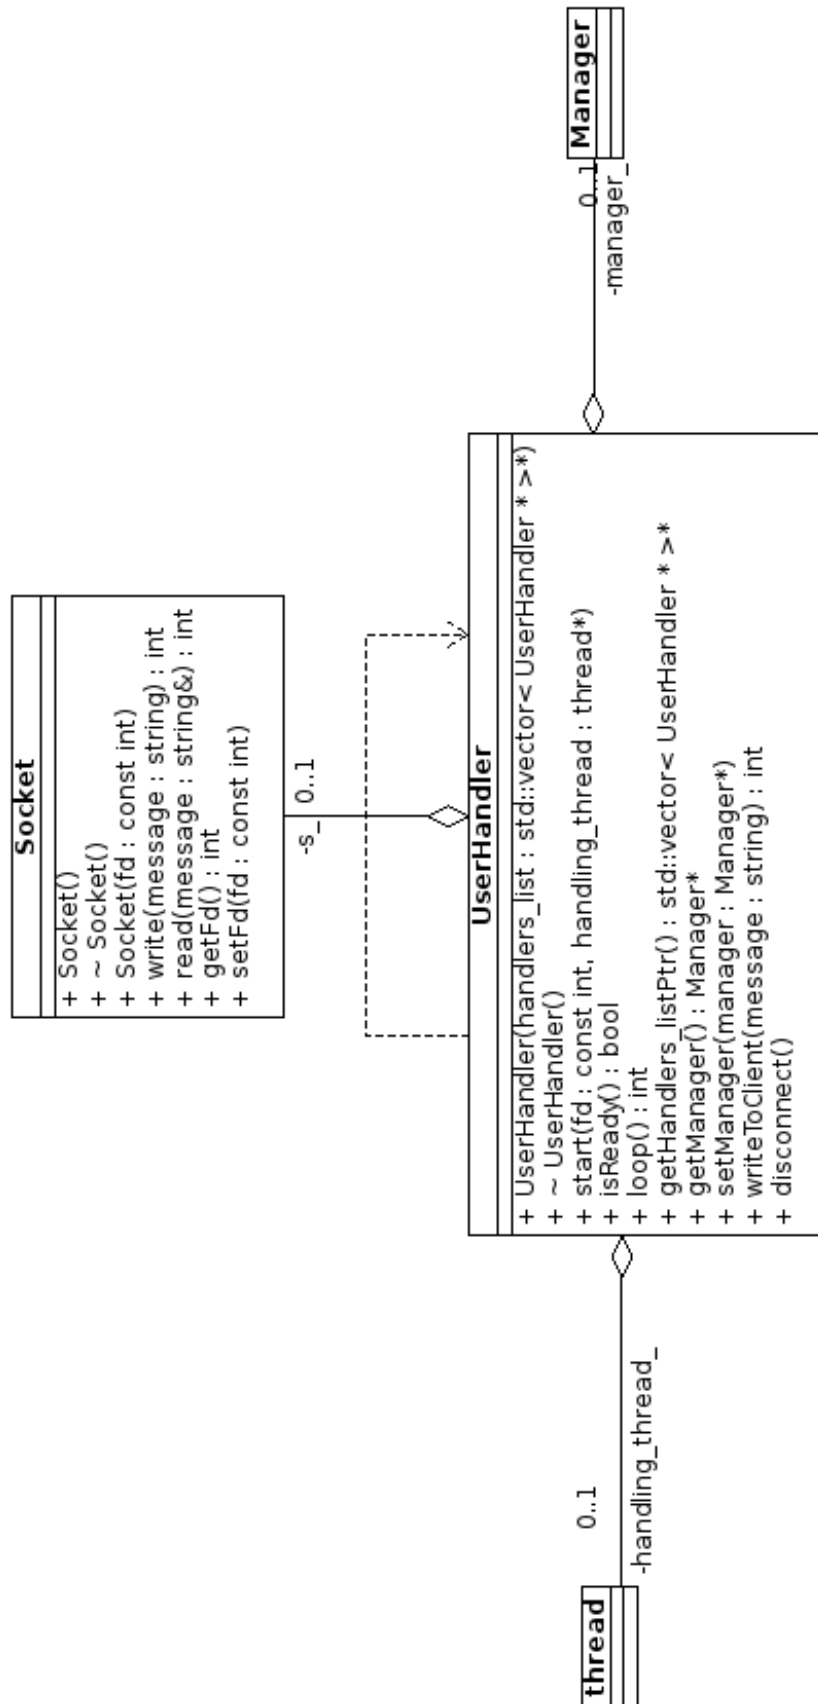 Socket
+ Socket()
+ ~ Socket()
+ Socket(fd : const int)
+ write(message : string) : int
+ read(message : string&) : int
+ getFd() : int
+ setFd(fd : const int)
-s_ 0..1
thread
0..1
-handling_thread_
UserHandler
+ UserHandler(handlers_list : std::vector< UserHandler * >*)
+ ~ UserHandler()
+ start(fd : const int, handling_thread : thread*)
+ isReady() : bool
+ loop() : int
+ getHandlers_listPtr() : std::vector< UserHandler * >*
+ getManager() : Manager*
+ setManager(manager : Manager*)
+ writeToClient(message : string) : int
+ disconnect()
0..1
-manager_
Manager